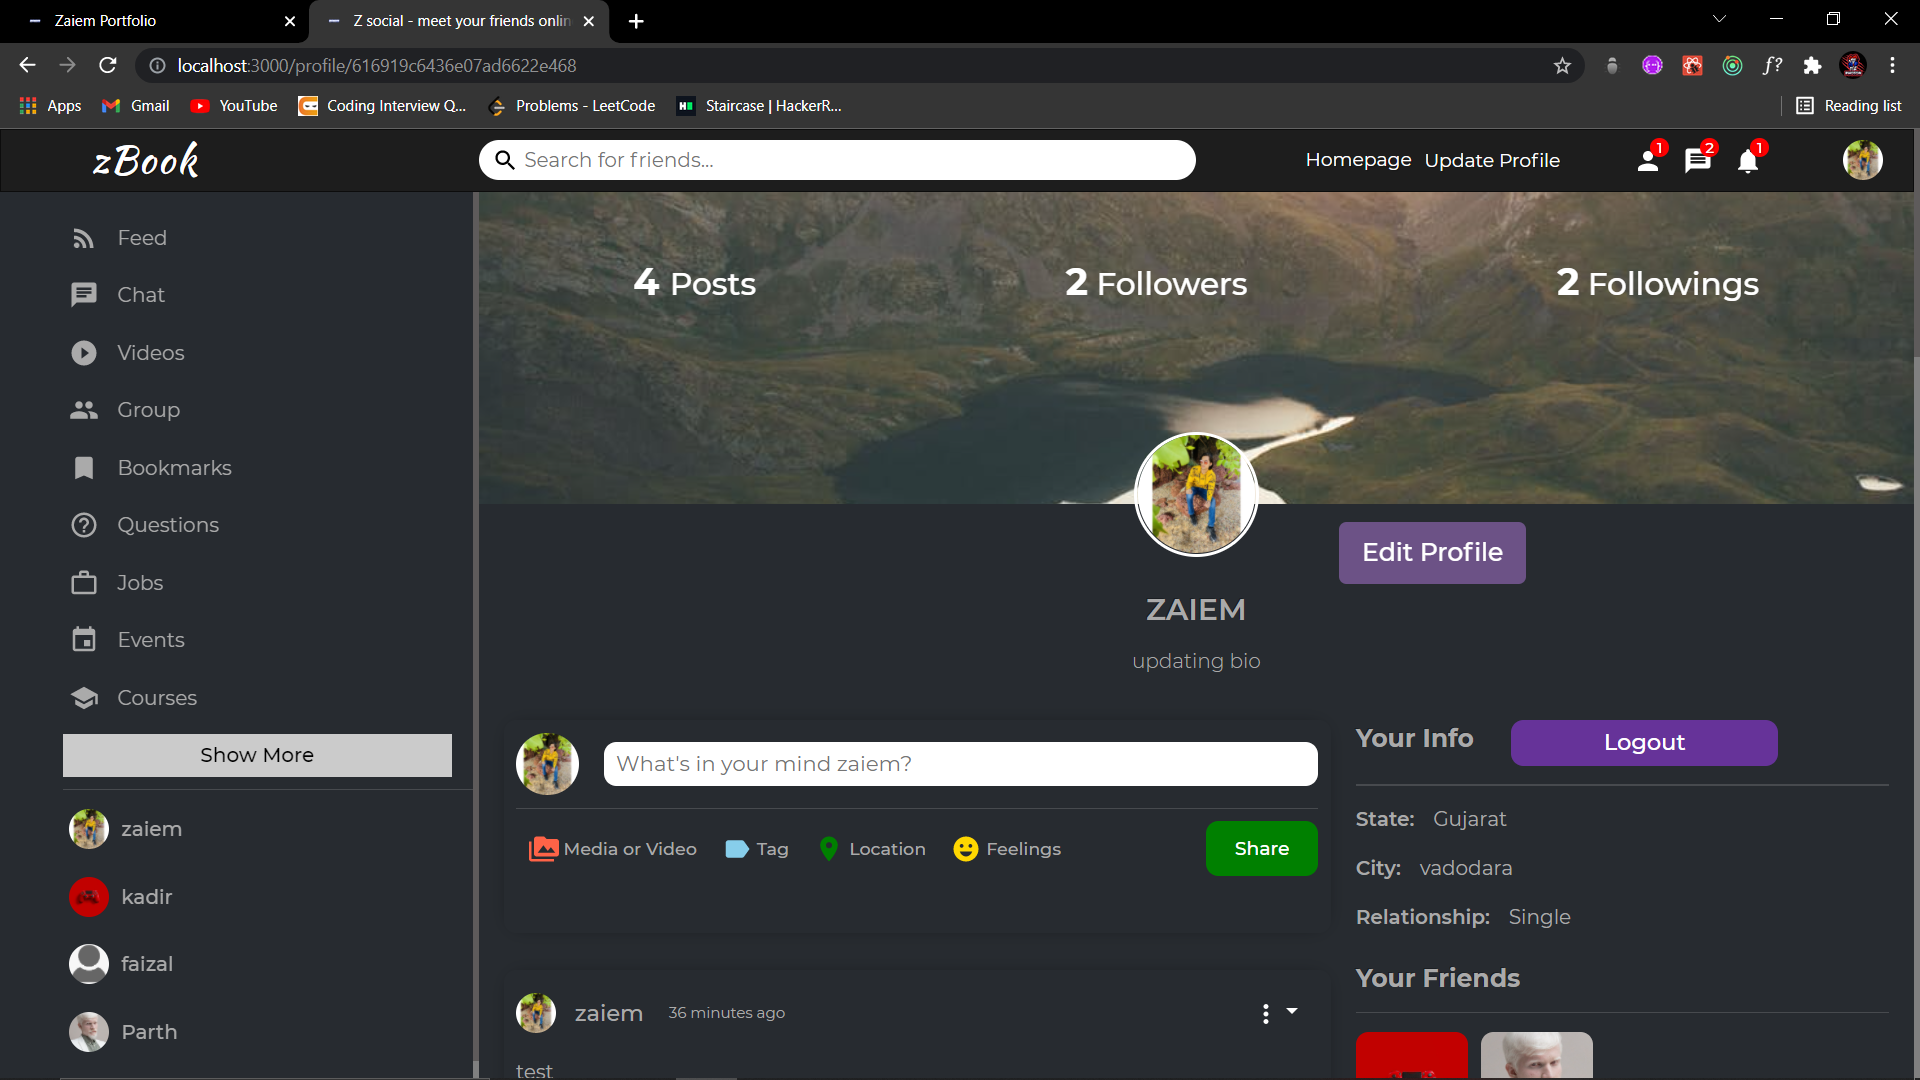 Zaiem Portfolio
Z social - meet your friends onlin
localhost:3000/profile/616919c6436e07ad6622e468
f?
Apps
Gmail
YouTube
Coding Interview Q...
Problems - LeetCode
Staircase | HackerR...
Reading list
zBook
Search for friends...
Homepage Update Profile
1
2
1
Feed
Chat
Videos
Group
Bookmarks
Questions
Jobs
Events
Courses
Show More
zaiem
kadir
faizal
Parth
4 Posts
2 Followers
2 Followings
Edit Profile
ZAIEM
updating bio
What's in your mind zaiem?
Media or Video
Tag
Location
Feelings
Share
zaiem 36 minutes ago
test
Your Info
Logout
State: Gujarat
City: vadodara
Relationship: Single
Your Friends